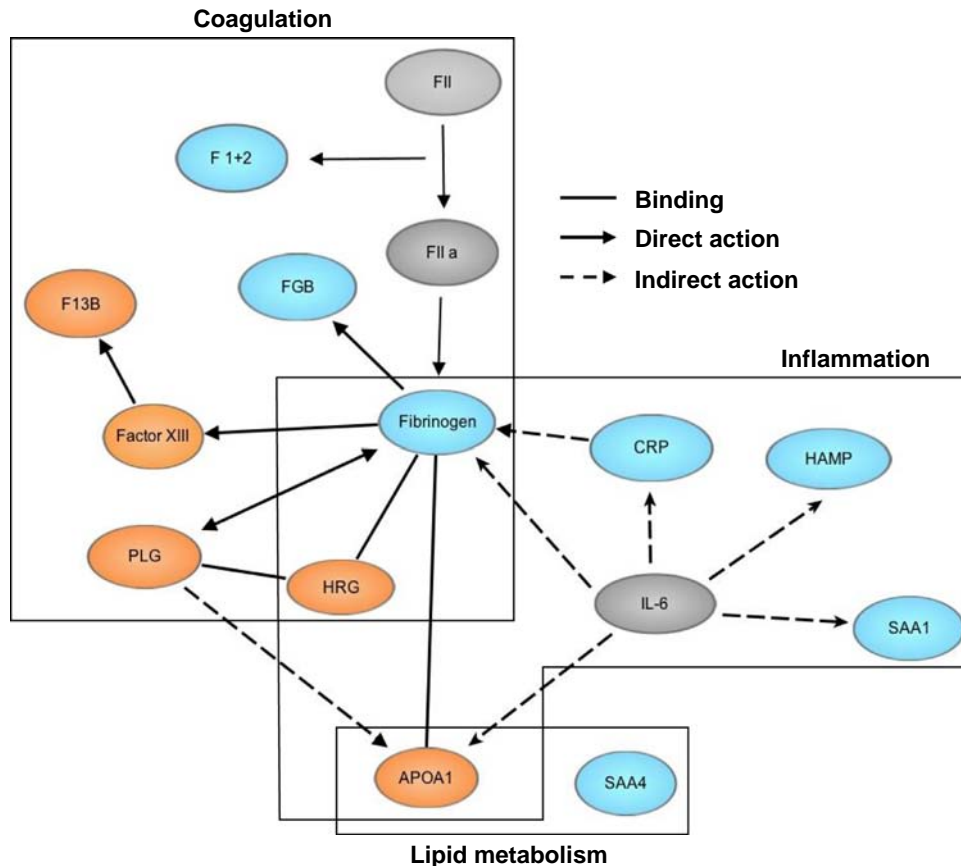 Coagulation
FII
F 1+2
Binding
FII a
Direct action
FGB
Indirect action
F13B
Inflammation
Fibrinogen
Factor XIII
CRP
HAMP
PLG
HRG
IL-6
SAA1
APOA1
SAA4
Lipid metabolism